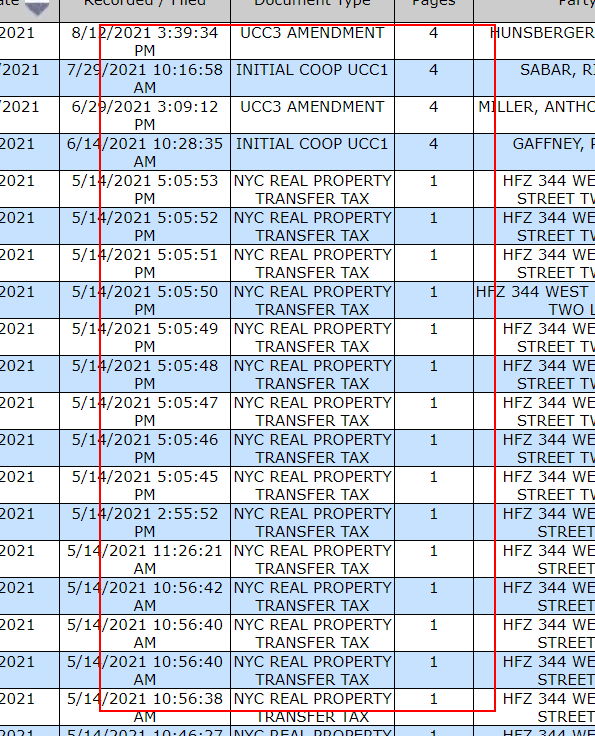 ate Recorded / Filed Document Type Pages Party
2021 8/12/2021 3:39:34 UCC3 AMENDMENT 4 HUNSBERGER
PM
/2021 7/29/2021 10:16:58 INITIAL COOP UCC1 4 SABAR, RI
AM
/2021 6/29/2021 3:09:12 UCC3 AMENDMENT 4 MILLER, ANTHO
PM
2021 6/14/2021 10:28:35 INITIAL COOP UCC1 4 GAFFNEY, P
AM
2021 5/14/2021 5:05:53 NYC REAL PROPERTY 1 HFZ 344 WE
PM TRANSFER TAX STREET TW
2021 5/14/2021 5:05:52 NYC REAL PROPERTY 1 HFZ 344 WE
PM TRANSFER TAX STREET TW
2021 5/14/2021 5:05:51 NYC REAL PROPERTY 1 HFZ 344 WE
PM TRANSFER TAX STREET TW
2021 5/14/2021 5:05:50 NYC REAL PROPERTY 1 HFZ 344 WEST
PM TRANSFER TAX TWO L
2021 5/14/2021 5:05:49 NYC REAL PROPERTY 1 HFZ 344 WE
PM TRANSFER TAX STREET TW
2021 5/14/2021 5:05:48 NYC REAL PROPERTY 1 HFZ 344 WE
PM TRANSFER TAX STREET TW
2021 5/14/2021 5:05:47 NYC REAL PROPERTY 1 HFZ 344 WE
PM TRANSFER TAX STREET TW
2021 5/14/2021 5:05:46 NYC REAL PROPERTY 1 HFZ 344 WE
PM TRANSFER TAX STREET TW
2021 5/14/2021 5:05:45 NYC REAL PROPERTY 1 HFZ 344 WE
PM TRANSFER TAX STREET TW
2021 5/14/2021 2:55:52 NYC REAL PROPERTY 1 HFZ 344 WE
PM TRANSFER TAX STREET
2021 5/14/2021 11:26:21 NYC REAL PROPERTY 1 HFZ 344 WE
AM TRANSFER TAX STREET
2021 5/14/2021 10:56:42 NYC REAL PROPERTY 1 HFZ 344 WE
AM TRANSFER TAX STREET
2021 5/14/2021 10:56:40 NYC REAL PROPERTY 1 HFZ 344 WE
AM TRANSFER TAX STREET
2021 5/14/2021 10:56:40 NYC REAL PROPERTY 1 HFZ 344 WE
AM TRANSFER TAX STREET
2021 5/14/2021 10:56:38 NYC REAL PROPERTY 1 HFZ 344 WE
AM TRANSFER TAX STREET
2021 5/14/2021 10:46:27 NYC REAL PROPERTY 1 HFZ 344 WE